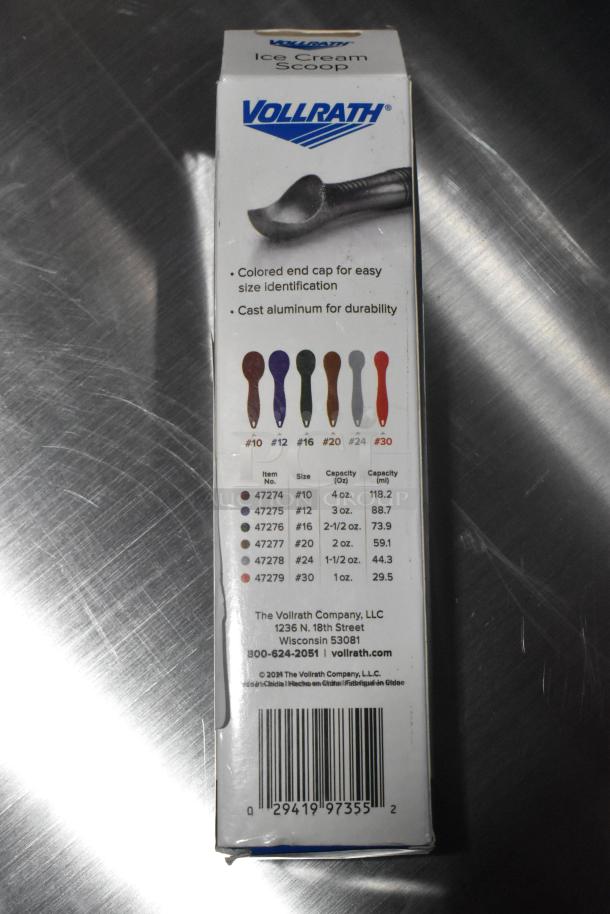 VOLLRATH
Ice Cream
Scoop
VOLLRATH®
• Colored end cap for easy
size identification
• Cast aluminum for durability
#10 #12 #16 #20 #24 #30
Item No. Size Capacity (Oz) Capacity (ml)
47274 #10 4 oz. 118.2
47275 #12 3 oz. 88.7
47276 #16 2-1/2 oz. 73.9
47277 #20 2 oz. 59.1
47278 #24 1-1/2 oz. 44.3
47279 #30 1 oz. 29.5
The Vollrath Company, LLC
1236 N. 18th Street
Wisconsin 53081
800-624-2051 | vollrath.com
The Vollrath Company, L.L.C.
0 29419 97355 2